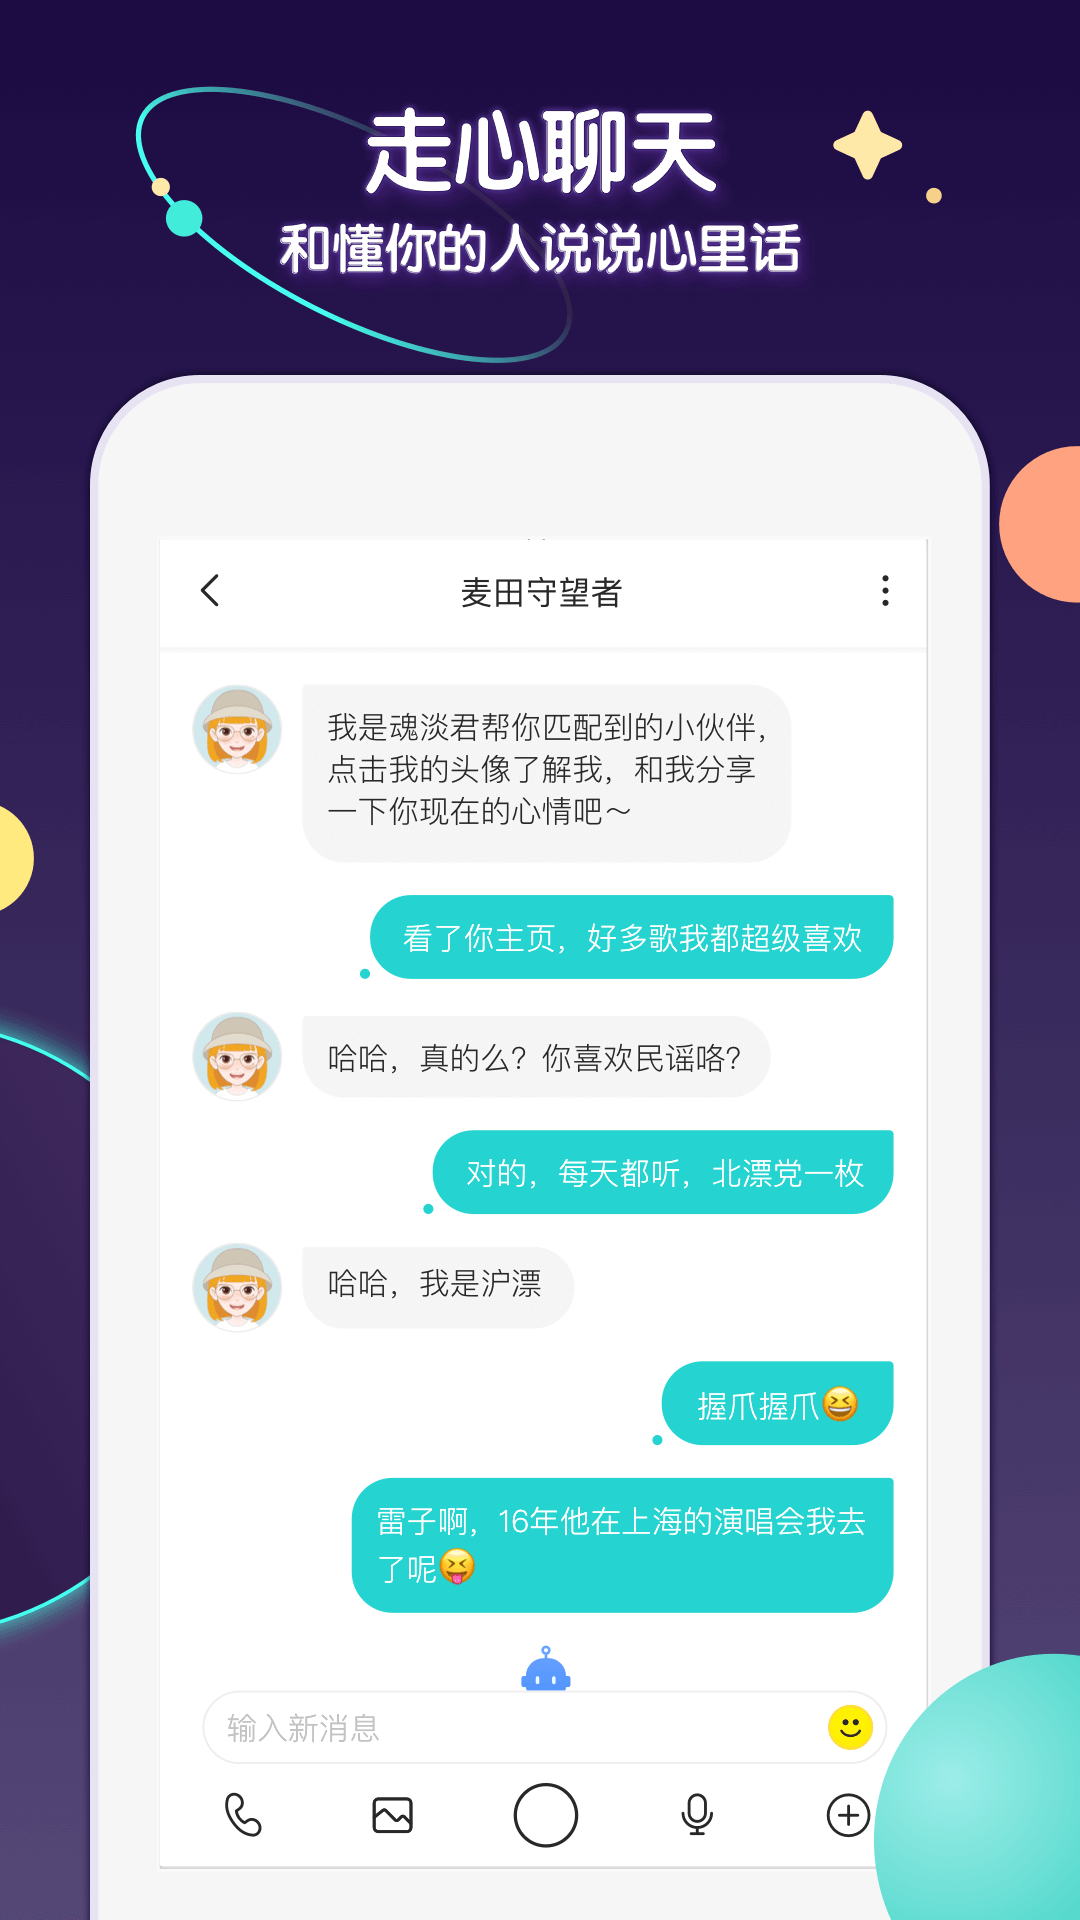 走心聊天
和懂你的人说说心里话
麦田守望者
我是魂淡君帮你匹配到的小伙伴，
点击我的头像了解我，和我分享
一下你现在的心情吧～
看了你主页，好多歌我都超级喜欢
哈哈，真的么？你喜欢民谣咯？
对的，每天都听，北漂党一枚
哈哈，我是沪漂
握爪握爪😆
雷子啊，16年他在上海的演唱会我去
了呢😝
输入新消息